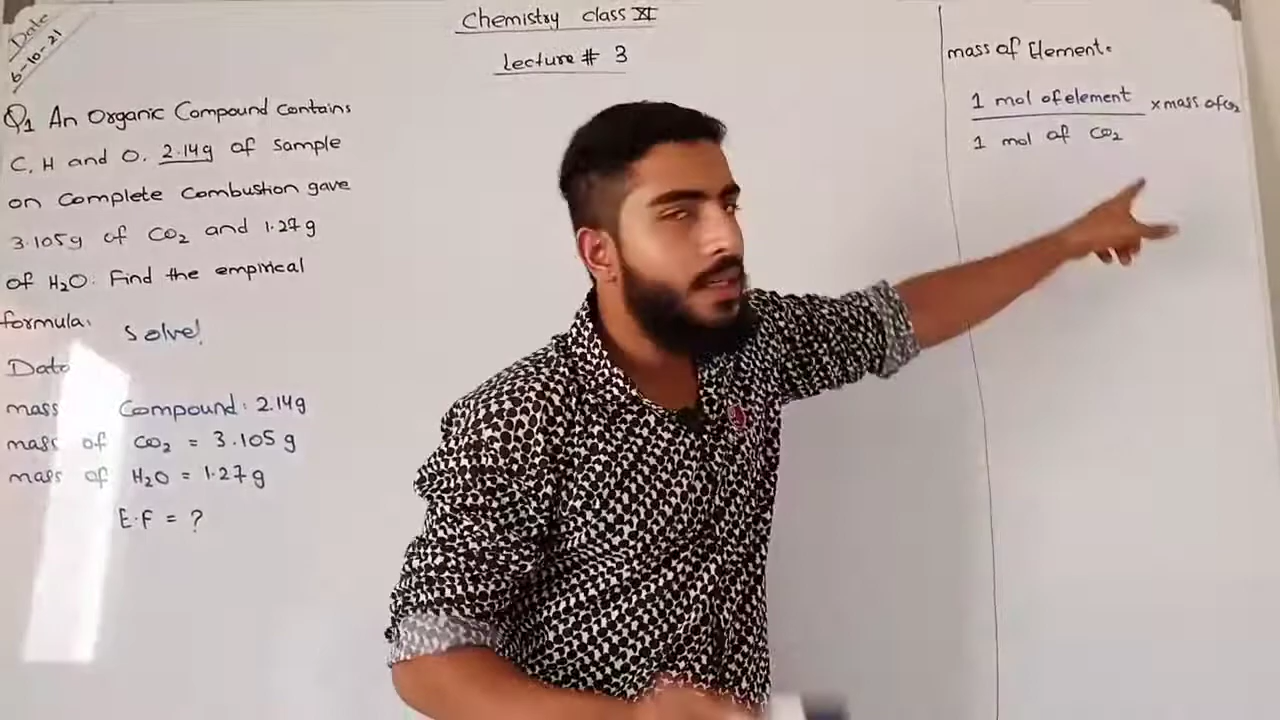 Date
6-10-21
Chemistry class XI
Lecture # 3
Q1 An Organic Compound Contains
C, H and O. 2.14g of Sample
on Complete Combustion gave
3.105g of CO2 and 1.27g
of H2O. Find the empirical
formula.
Solve!
Data
mass Compound: 2.14g
mass of CO2 = 3.105 g
mass of H2O = 1.27g
E.F = ?
mass of Element.
1 mol of element x mass of CO2
1 mol of CO2